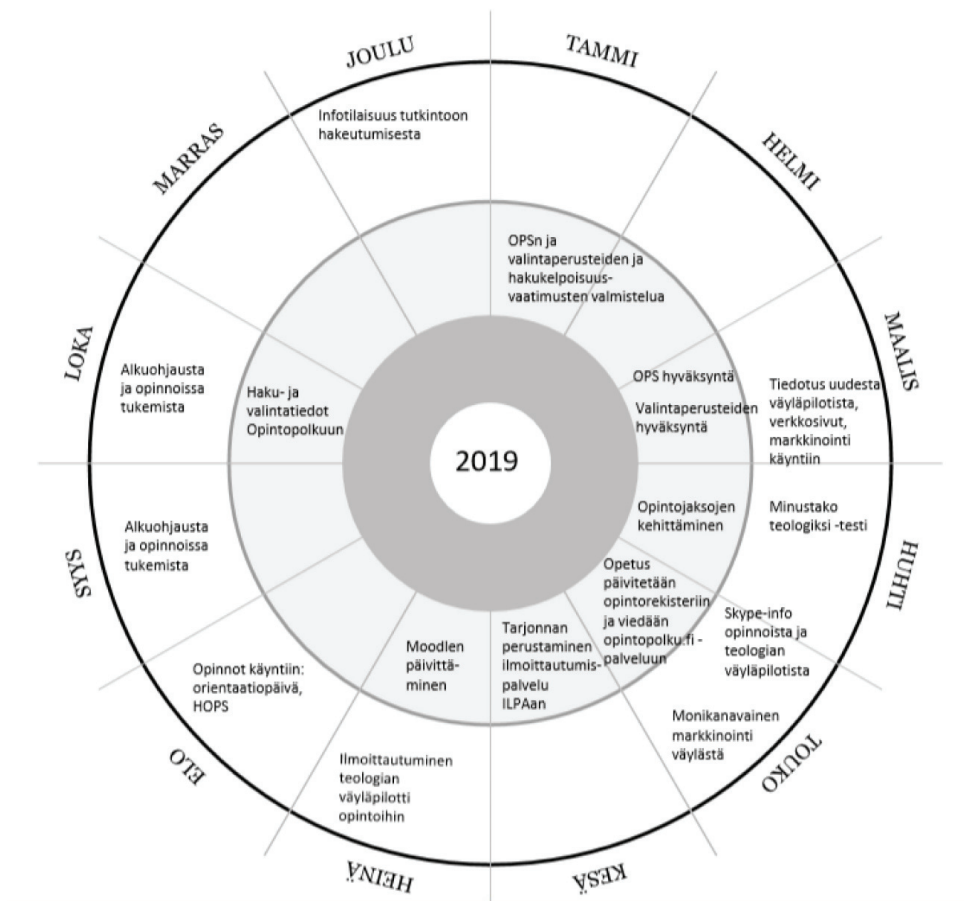 JOULU
TAMMI
HELMI
MAALIS
HUHTI
TOUKO
KESÄ
HEINÄ
ELO
SYYS
LOKA
MARRAS
2019
Infotilaisuus tutkintoon
hakeutumisesta
OPSn ja
valintaperusteiden ja
hakukelpoisuus-
vaatimusten valmistelua
OPS hyväksyntä
Valintaperusteiden
hyväksyntä
Tiedotus uudesta
väyläpilotista,
verkkosivut,
markkinointi
käyntiin
Opintojaksojen
kehittäminen
Minustako
teologiksi -testi
Opetus
päivitetään
opintorekisteriin
ja viedään
opintopolku.fi -
palveluun
Skype-info
opinnoista ja
teologian
väyläpilotista
Monikanavainen
markkinointi
väylästä
Tarjonnan
perustaminen
ilmoittautumis-
palvelu
ILPAan
Moodlen
päivittä-
minen
Ilmoittautuminen
teologian
väyläpilotti
opintoihin
Opinnot käyntiin:
orientaatiopäivä,
HOPS
Alkuohjausta
ja opinnoissa
tukemista
Alkuohjausta
ja opinnoissa
tukemista
Haku- ja
valintatiedot
Opintopolkuun